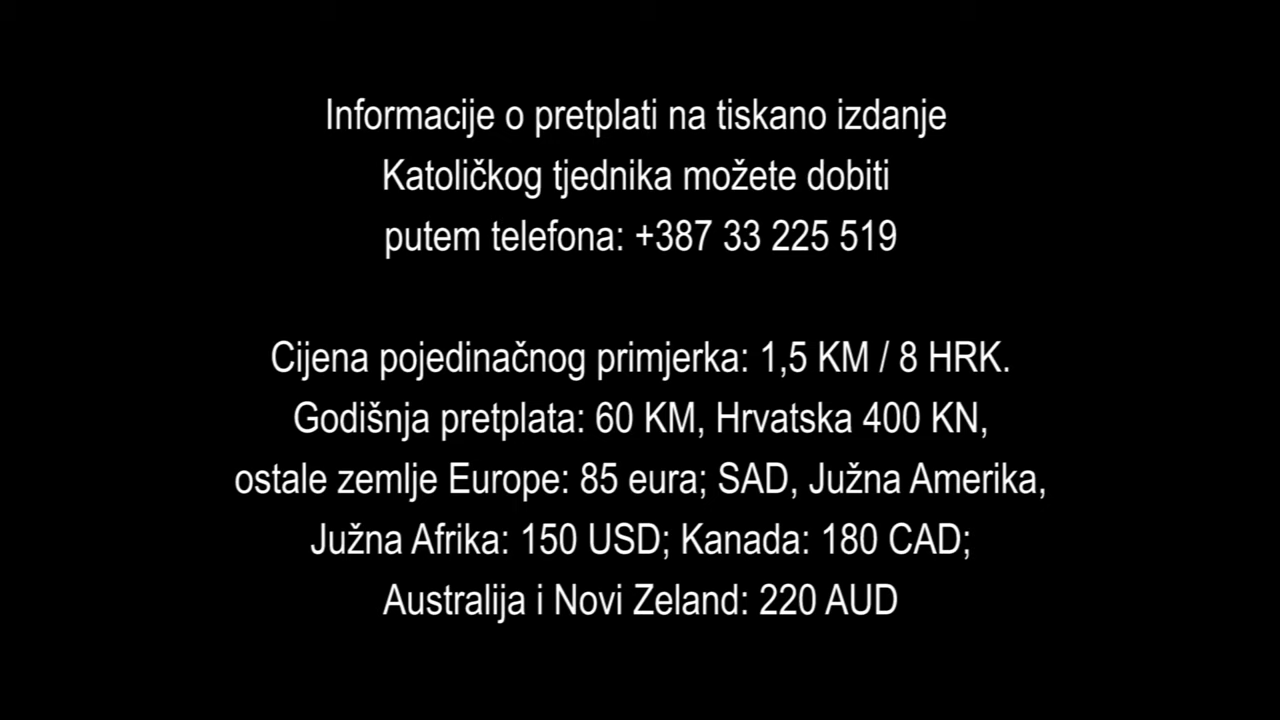 Informacije o pretplati na tiskano izdanje
Katoličkog tjednika možete dobiti
putem telefona: +387 33 225 519
Cijena pojedinačnog primjerka: 1,5 KM / 8 HRK.
Godišnja pretplata: 60 KM, Hrvatska 400 KN,
ostale zemlje Europe: 85 eura; SAD, Južna Amerika,
Južna Afrika: 150 USD; Kanada: 180 CAD;
Australija i Novi Zeland: 220 AUD